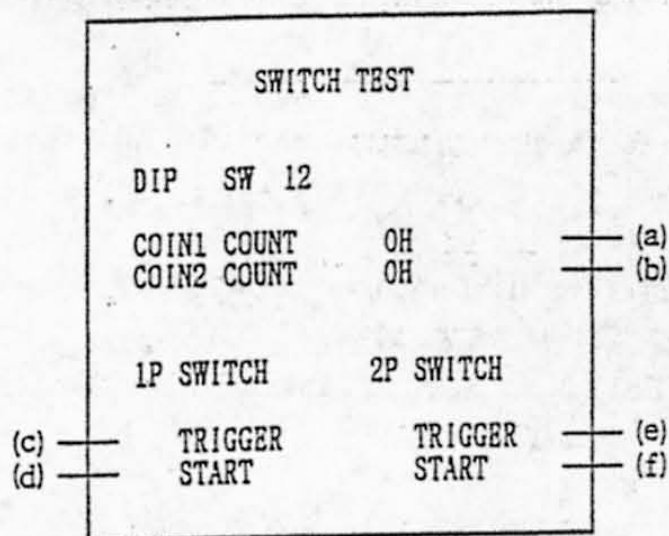 SWITCH TEST
DIP SW 12
COIN1 COUNT OH (a)
COIN2 COUNT OH (b)
1P SWITCH 2P SWITCH
(c) TRIGGER TRIGGER (e)
(d) START START (f)